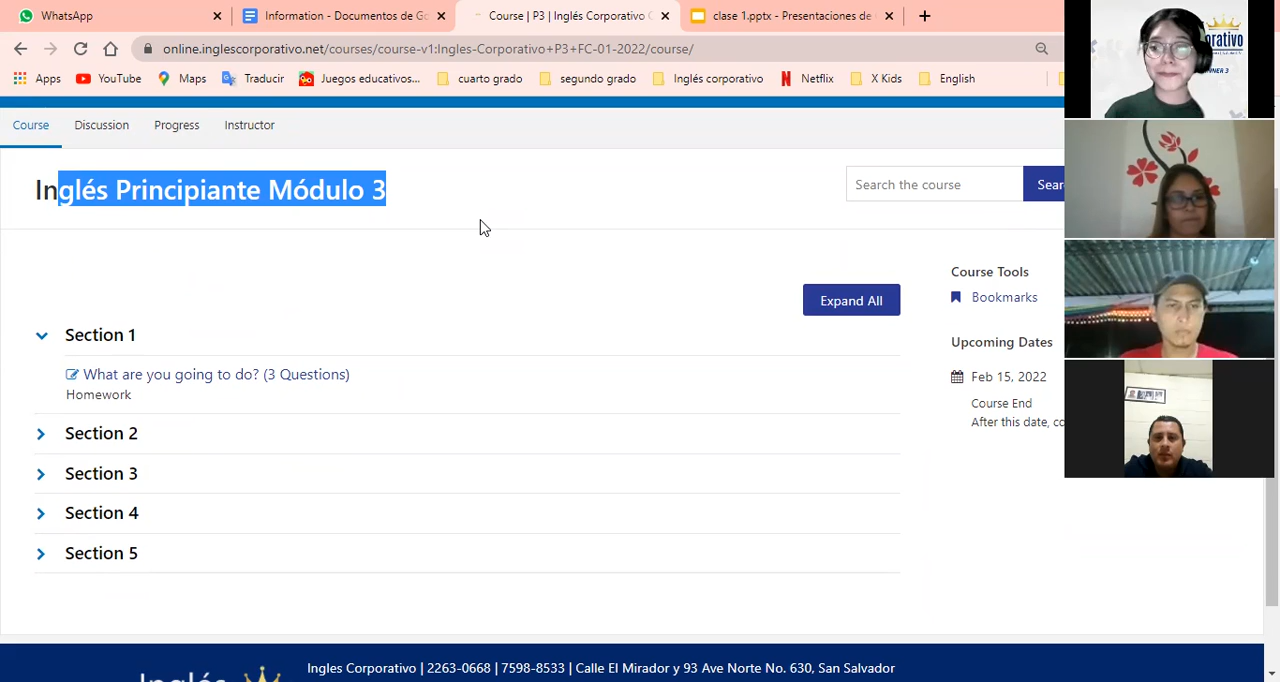 WhatsApp
Information - Documentos de Go
Course | P3 | Inglés Corporativo
clase 1.pptx - Presentaciones de
online.inglescorporativo.net/courses/course-v1:Ingles-Corporativo+P3+FC-01-2022/course/
Apps
YouTube
Maps
Traducir
Juegos educativos...
cuarto grado
segundo grado
Inglés corporativo
Netflix
X Kids
English
Course
Discussion
Progress
Instructor
Inglés Principiante Módulo 3
Search the course
Sear
Expand All
Section 1
What are you going to do? (3 Questions)
Homework
Section 2
Section 3
Section 4
Section 5
Course Tools
Bookmarks
Upcoming Dates
Feb 15, 2022
Course End
After this date, co
Inglés
Ingles Corporativo | 2263-0668 | 7598-8533 | Calle El Mirador y 93 Ave Norte No. 630, San Salvador